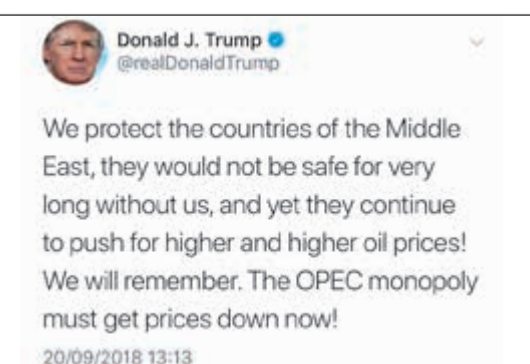 Donald J. Trump
@realDonaldTrump
We protect the countries of the Middle
East, they would not be safe for very
long without us, and yet they continue
to push for higher and higher oil prices!
We will remember. The OPEC monopoly
must get prices down now!
20/09/2018 13:13